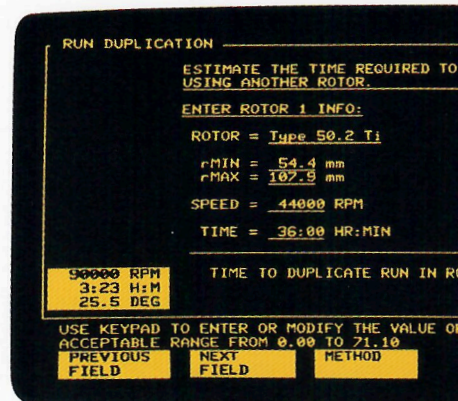 RUN DUPLICATION
ESTIMATE THE TIME REQUIRED TO
USING ANOTHER ROTOR.
ENTER ROTOR 1 INFO:
ROTOR = Type 50.2 Ti
rMIN = 54.4 mm
rMAX = 107.9 mm
SPEED = 44000 RPM
TIME = 36:00 HR:MIN
90000 RPM
3:23 H:M
25.5 DEG
TIME TO DUPLICATE RUN IN
USE KEYPAD TO ENTER OR MODIFY THE VALUE
ACCEPTABLE RANGE FROM 0.00 TO 71.10
PREVIOUS FIELD
NEXT FIELD
METHOD